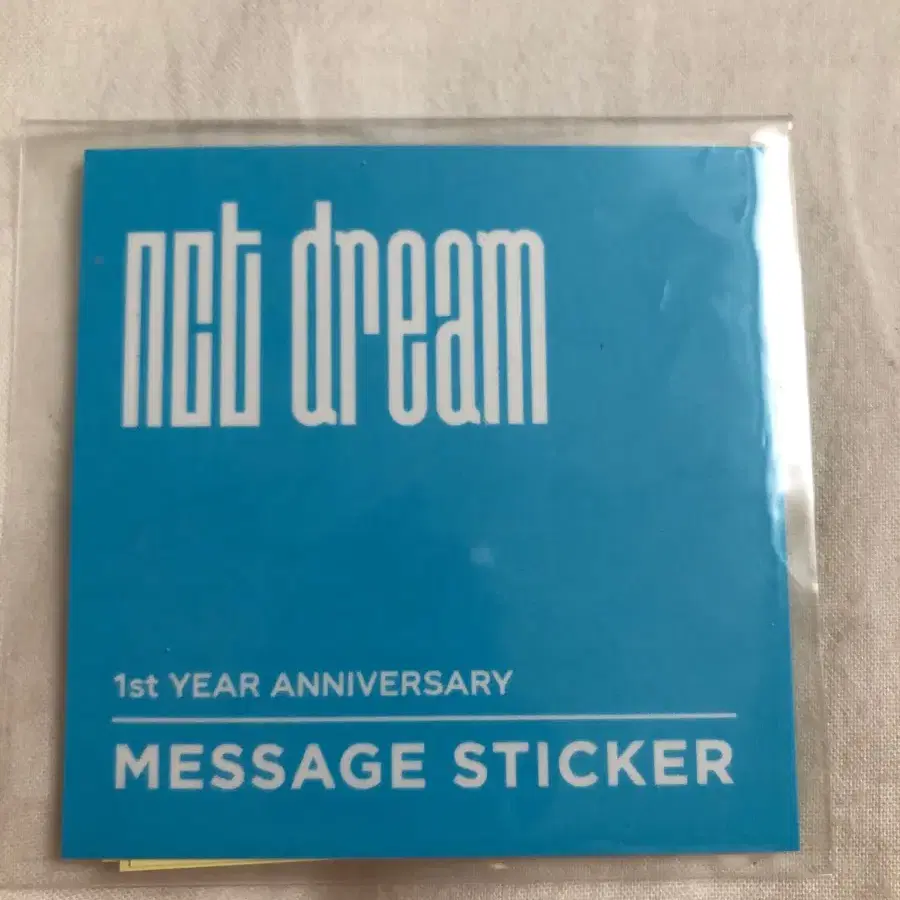 nct dream
1st YEAR ANNIVERSARY
MESSAGE STICKER